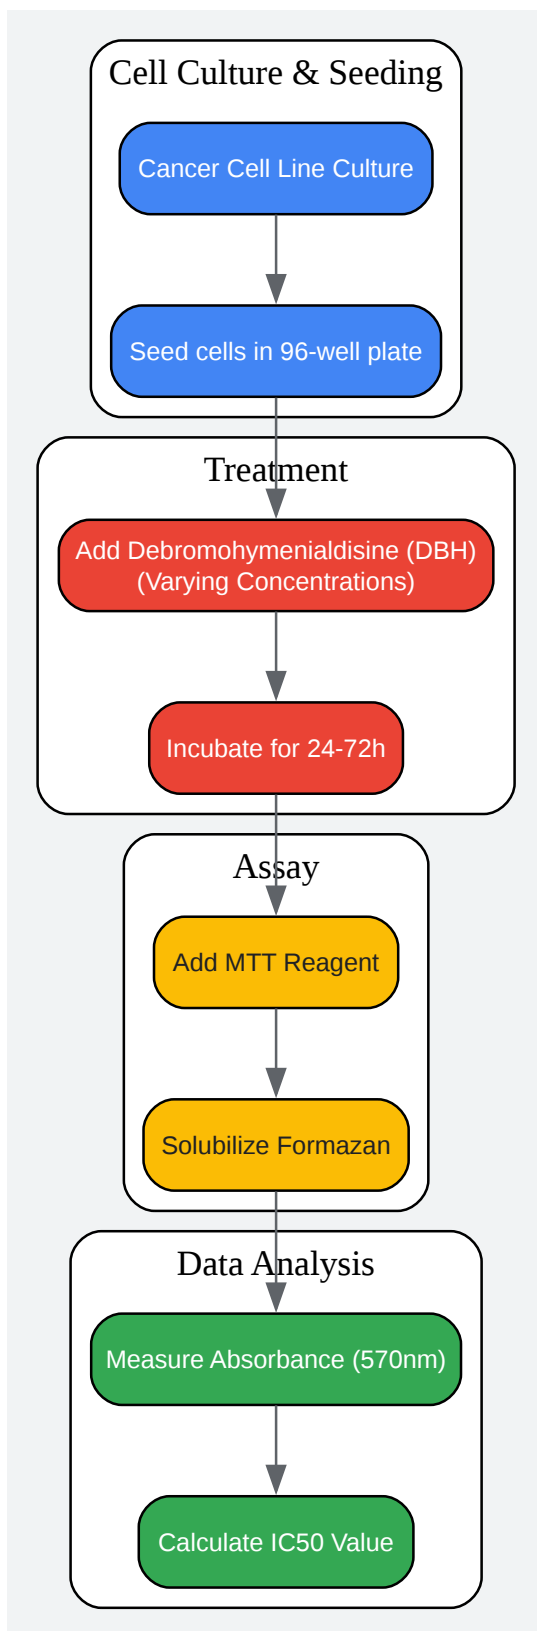 Cell Culture & Seeding
Cancer Cell Line Culture
Seed cells in 96-well plate
Treatment
Add Debromohymenialdisine (DBH)
(Varying Concentrations)
Incubate for 24-72h
Assay
Add MTT Reagent
Solubilize Formazan
Data Analysis
Measure Absorbance (570nm)
Calculate IC50 Value